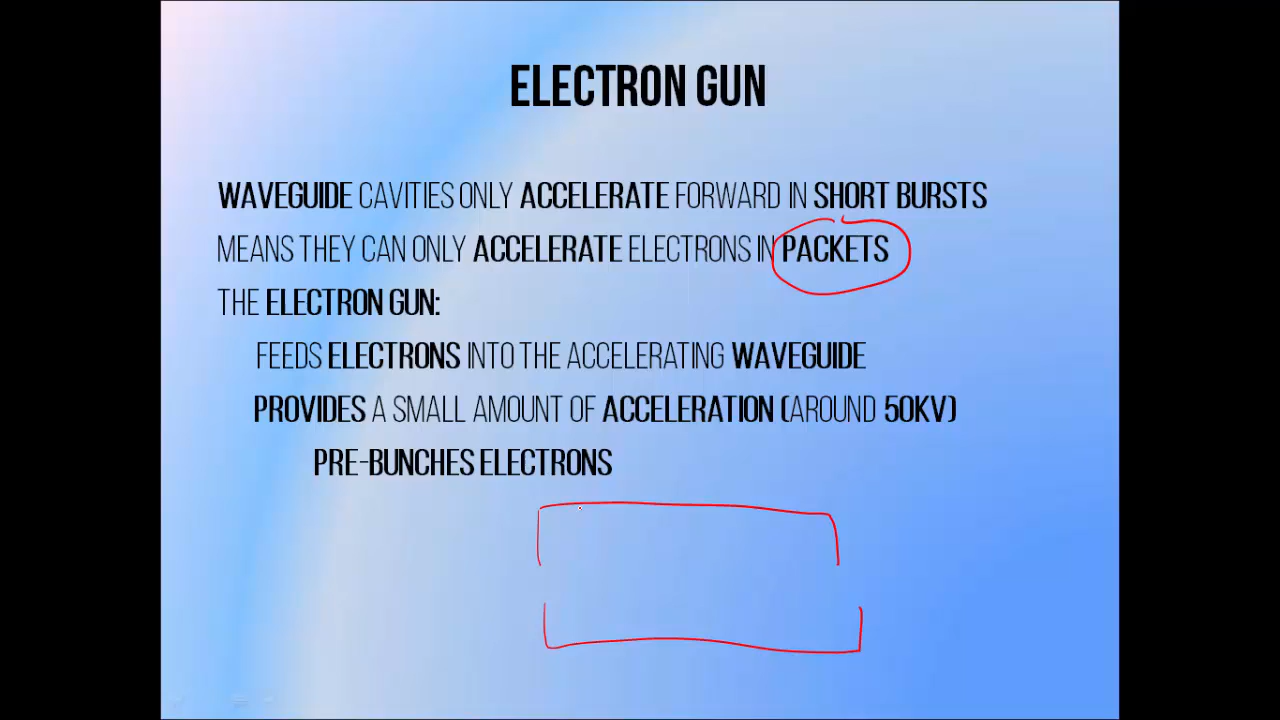 ELECTRON GUN
WAVEGUIDE CAVITIES ONLY ACCELERATE FORWARD IN SHORT BURSTS
MEANS THEY CAN ONLY ACCELERATE ELECTRONS IN PACKETS
THE ELECTRON GUN:
FEEDS ELECTRONS INTO THE ACCELERATING WAVEGUIDE
PROVIDES A SMALL AMOUNT OF ACCELERATION (AROUND 50KV)
PRE-BUNCHES ELECTRONS